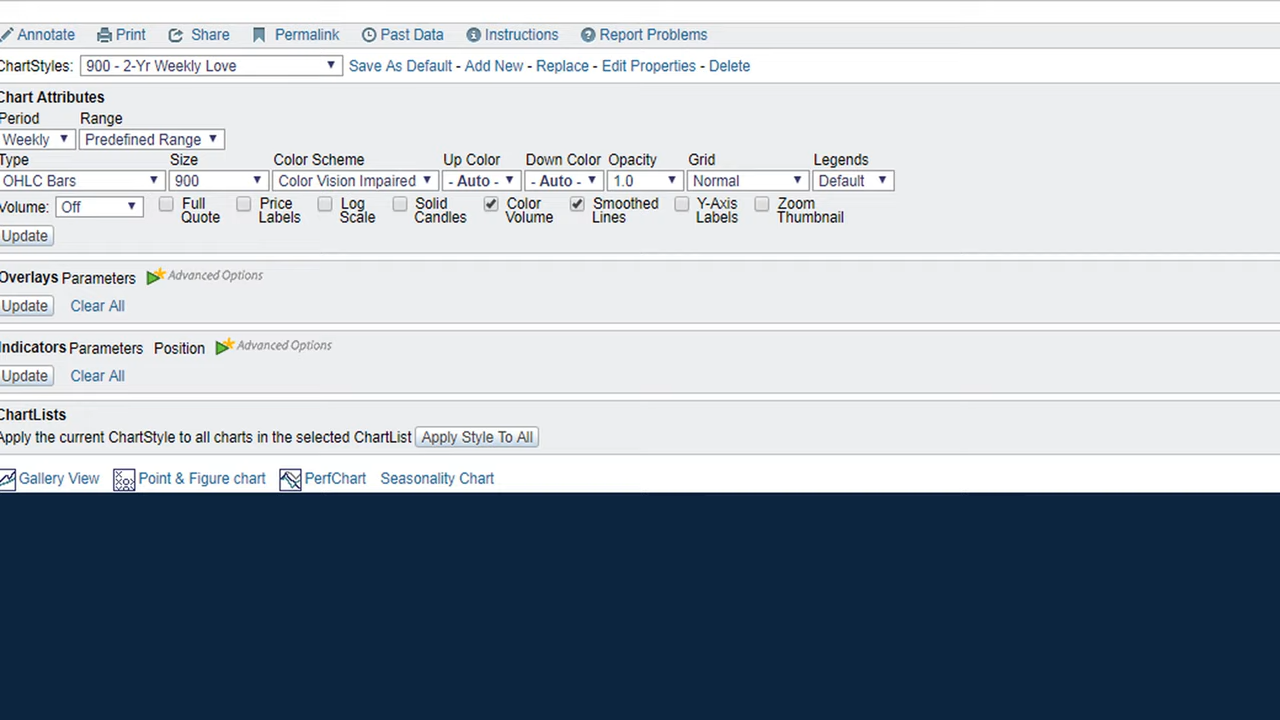 Annotate Print Share Permalink Past Data Instructions Report Problems
ChartStyles: 900 - 2-Yr Weekly Love Save As Default - Add New - Replace - Edit Properties - Delete
Chart Attributes
Period Range
Weekly Predefined Range
Type Size Color Scheme Up Color Down Color Opacity Grid Legends
OHLC Bars 900 Color Vision Impaired - Auto - - Auto - 1.0 Normal Default
Volume: Off Full Quote Price Labels Log Scale Solid Candles Color Volume Smoothed Lines Y-Axis Labels Zoom Thumbnail
Update
Overlays Parameters Advanced Options
Update Clear All
Indicators Parameters Position Advanced Options
Update Clear All
ChartLists
Apply the current ChartStyle to all charts in the selected ChartList Apply Style To All
Gallery View Point & Figure chart PerfChart Seasonality Chart